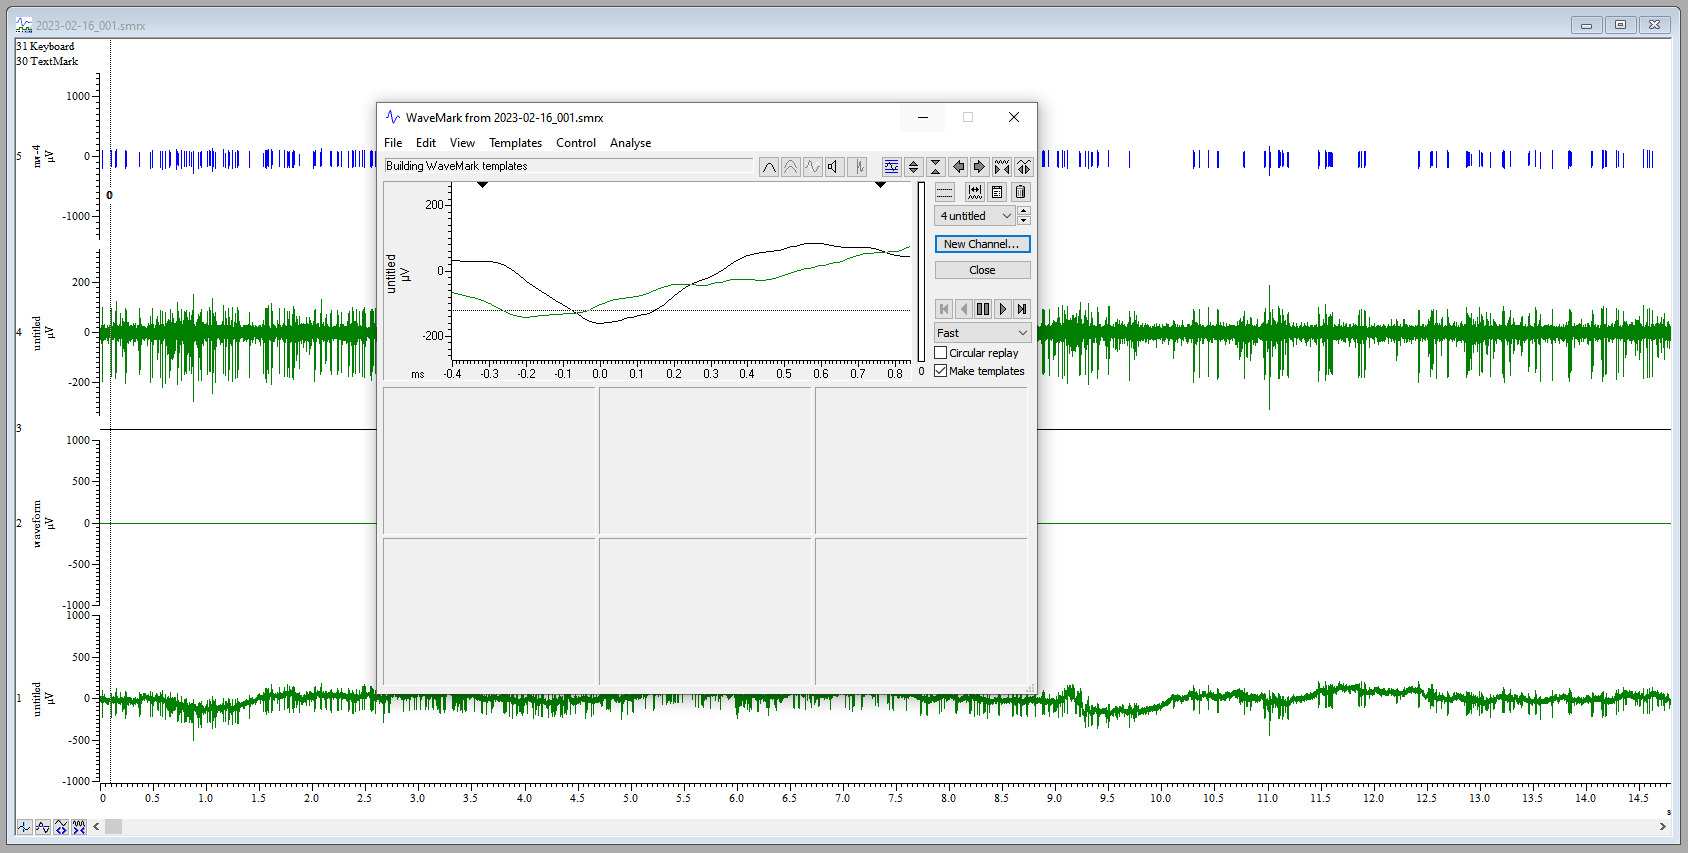 2023-02-16_001.smrx
31 Keyboard
30 TextMark
1000
0
-1000
5
mv-4
µV
0
200
0
-200
4
untitled
µV
3
1000
500
0
-500
-1000
2
waveform
µV
1000
500
0
-500
-1000
1
untitled
µV
0 0.5 1.0 1.5 2.0 2.5 3.0 3.5 4.0 4.5 5.0 5.5 6.0 6.5 7.0 7.5 8.0 8.5 9.0 9.5 10.0 10.5 11.0 11.5 12.0 12.5 13.0 13.5 14.0 14.5
s
WaveMark from 2023-02-16_001.smrx
File Edit View Templates Control Analyse
Building WaveMark templates
200
0
-200
untitled
µV
ms -0.4 -0.3 -0.2 -0.1 0.0 0.1 0.2 0.3 0.4 0.5 0.6 0.7 0.8
0
4 untitled
New Channel...
Close
Fast
Circular replay
Make templates